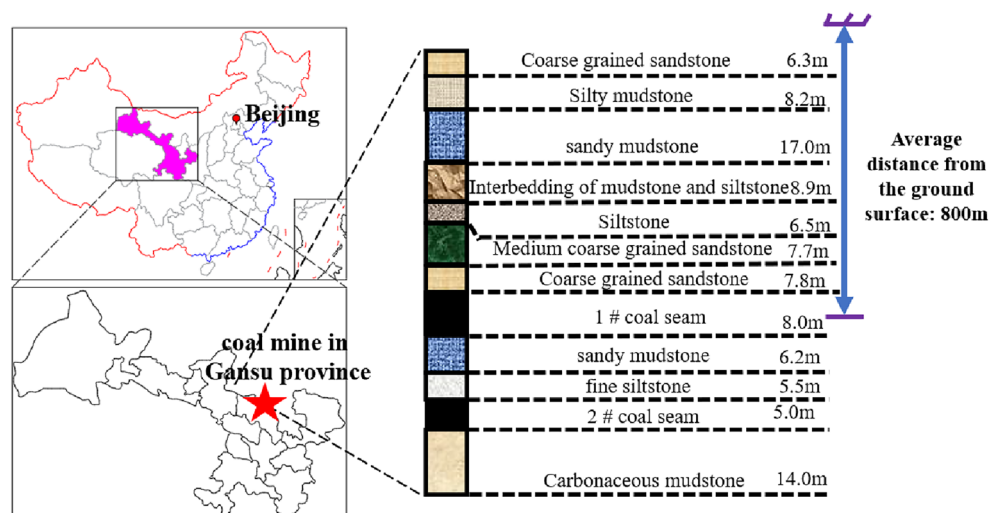 Beijing
coal mine in
Gansu province
Coarse grained sandstone 6.3m
Silty mudstone 8.2m
sandy mudstone 17.0m
Interbedding of mudstone and siltstone 8.9m
Siltstone 6.5m
Medium coarse grained sandstone 7.7m
Coarse grained sandstone 7.8m
1 # coal seam 8.0m
sandy mudstone 6.2m
fine siltstone 5.5m
2 # coal seam 5.0m
Carbonaceous mudstone 14.0m
Average
distance from
the ground
surface: 800m